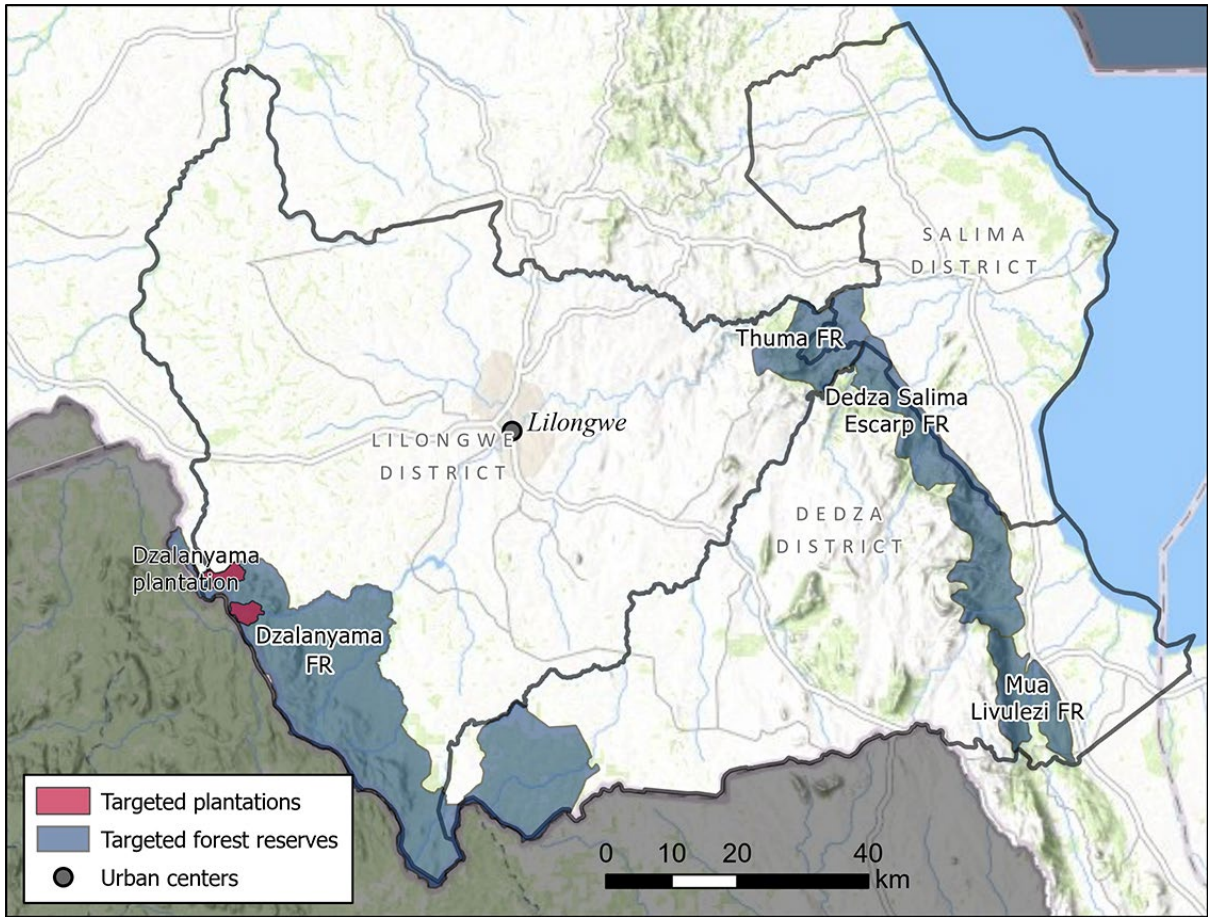 SALIMA
DISTRICT
Thuma FR
Dedza Salima
Escarp FR
Lilongwe
LILONGWE
DISTRICT
DEDZA
DISTRICT
Dzalanyama
plantation
Dzalanyama
FR
Mua
Livulezi FR
Targeted plantations
Targeted forest reserves
Urban centers
0 10 20 40
km